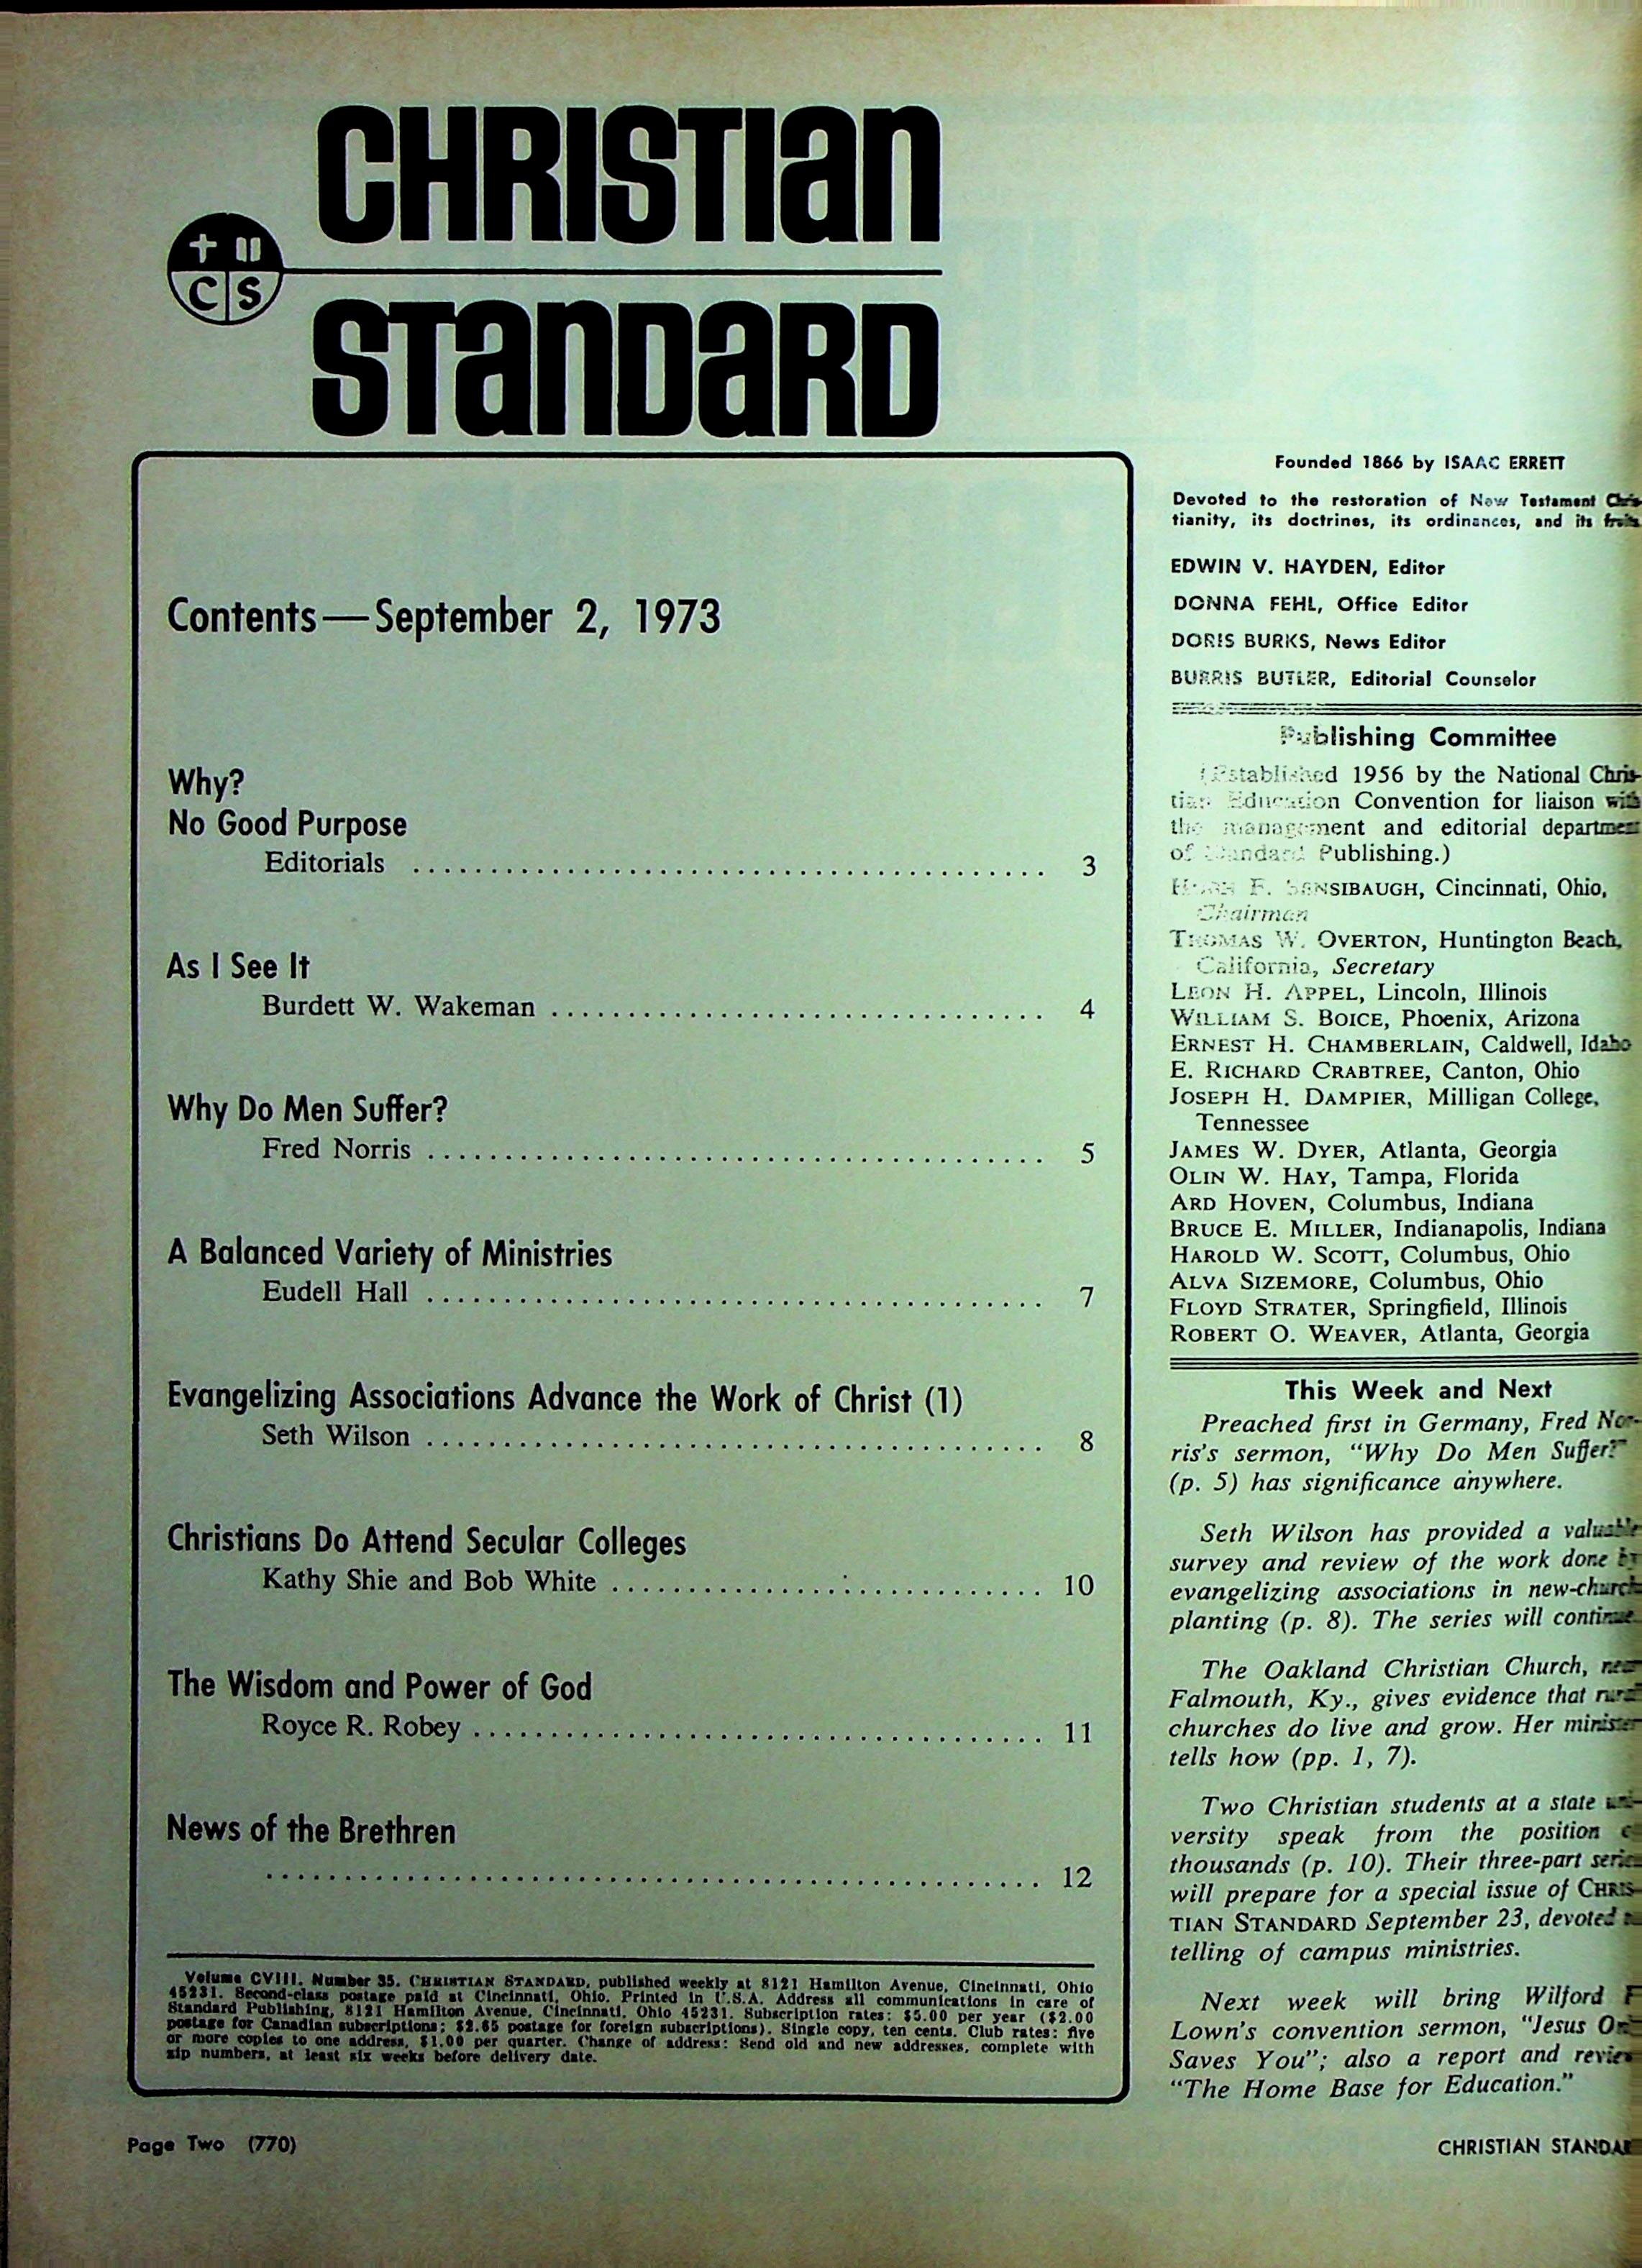 CHRISTIAN
C S
STANDARD
Contents—September 2, 1973
Why?
No Good Purpose
Editorials ........................................ 3
As I See It
Burdett W. Wakeman ................................ 4
Why Do Men Suffer?
Fred Norris ........................................ 5
A Balanced Variety of Ministries
Eudell Hall ........................................ 7
Evangelizing Associations Advance the Work of Christ (1)
Seth Wilson ........................................ 8
Christians Do Attend Secular Colleges
Kathy Shie and Bob White ............................ 10
The Wisdom and Power of God
Royce R. Robey ..................................... 11
News of the Brethren
.................................................. 12
Volume CVIII, Number 35. CHRISTIAN STANDARD, published weekly at 8121 Hamilton Avenue, Cincinnati, Ohio
45231. Second-class postage paid at Cincinnati, Ohio. Printed in U.S.A. Address all communications in care of
Standard Publishing, 8121 Hamilton Avenue, Cincinnati, Ohio 45231. Subscription rates: $5.00 per year ($2.00
postage for Canadian subscriptions; $2.65 postage for foreign subscriptions). Single copy, ten cents. Club rates: five
or more copies to one address, $1.00 per quarter. Change of address: Send old and new addresses, complete with
zip numbers, at least six weeks before delivery date.
Founded 1866 by ISAAC ERRETT
Devoted to the restoration of New Testament Chris-
tianity, its doctrines, its ordinances, and its fruits.
EDWIN V. HAYDEN, Editor
DONNA FEHL, Office Editor
DORIS BURKS, News Editor
BURRIS BUTLER, Editorial Counselor
Publishing Committee
(Established 1956 by the National Chris-
tian Education Convention for liaison with
the management and editorial department
of Standard Publishing.)
F. SENSIBAUGH, Cincinnati, Ohio,
Chairman
THOMAS W. OVERTON, Huntington Beach,
California, Secretary
LEON H. APPEL, Lincoln, Illinois
WILLIAM S. BOICE, Phoenix, Arizona
ERNEST H. CHAMBERLAIN, Caldwell, Idaho
E. RICHARD CRABTREE, Canton, Ohio
JOSEPH H. DAMPIER, Milligan College,
Tennessee
JAMES W. DYER, Atlanta, Georgia
OLIN W. HAY, Tampa, Florida
ARD HOVEN, Columbus, Indiana
BRUCE E. MILLER, Indianapolis, Indiana
HAROLD W. SCOTT, Columbus, Ohio
ALVA SIZEMORE, Columbus, Ohio
FLOYD STRATER, Springfield, Illinois
ROBERT O. WEAVER, Atlanta, Georgia
This Week and Next
Preached first in Germany, Fred Nor-
ris's sermon, "Why Do Men Suffer?"
(p. 5) has significance anywhere.
Seth Wilson has provided a valuable
survey and review of the work done by
evangelizing associations in new-church
planting (p. 8). The series will continue.
The Oakland Christian Church, near
Falmouth, Ky., gives evidence that rural
churches do live and grow. Her minister
tells how (pp. 1, 7).
Two Christian students at a state uni-
versity speak from the position
thousands (p. 10). Their three-part series
will prepare for a special issue of CHRIS-
TIAN STANDARD September 23, devoted
telling of campus ministries.
Next week will bring Wilford
Lown's convention sermon, "Jesus
Saves You"; also a report and
"The Home Base for Education."
Page Two (770)
CHRISTIAN STANDA